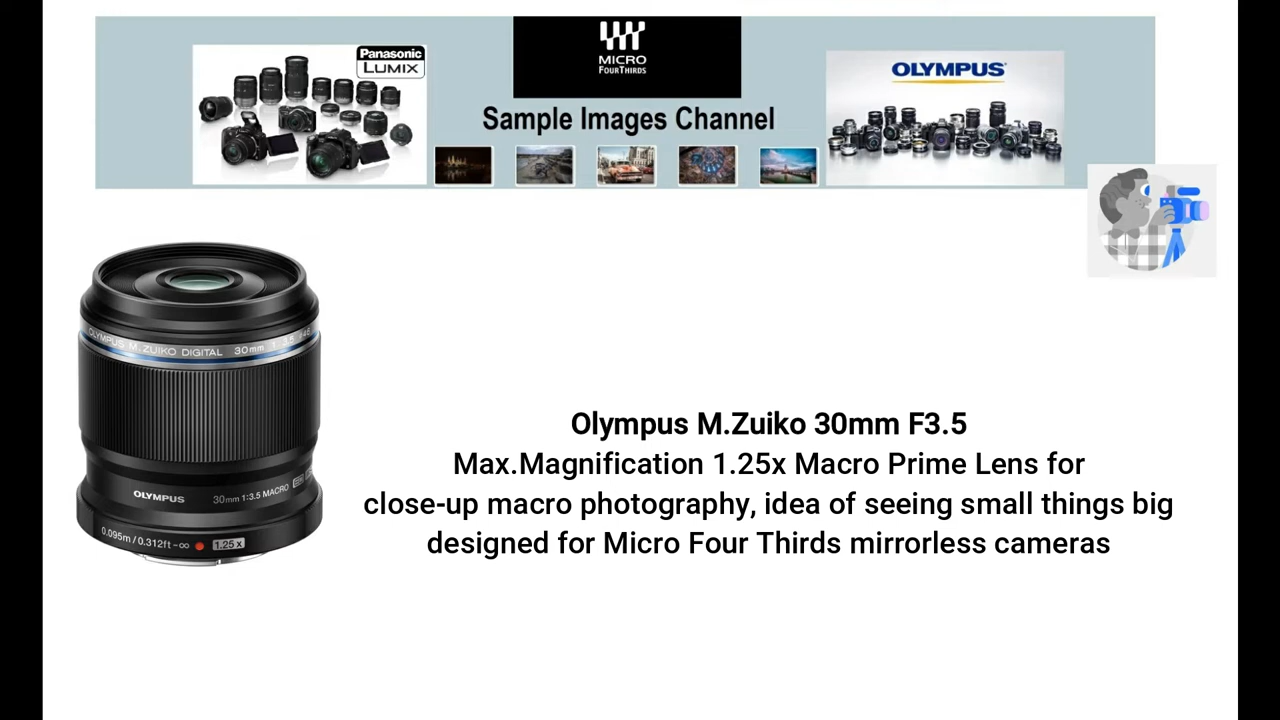 Panasonic
LUMIX
MICRO
FOUR THIRDS
OLYMPUS
Sample Images Channel
OLYMPUS M.ZUIKO DIGITAL 30mm 1:3.5
OLYMPUS 30mm 1:3.5 MACRO
0.095m / 0.312ft-∞ 1.25x
Olympus M.Zuiko 30mm F3.5
Max.Magnification 1.25x Macro Prime Lens for
close-up macro photography, idea of seeing small things big
designed for Micro Four Thirds mirrorless cameras